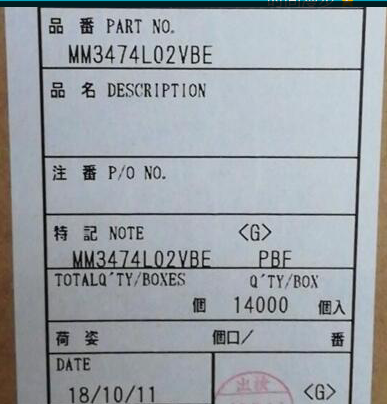 品 番 PART NO.
MM3474L02VBE
品 名 DESCRIPTION
注 番 P/O NO.
特 記 NOTE <G>
MM3474L02VBE PBF
TOTALQ'TY/BOXES Q'TY/BOX
個 14000 個入
荷 姿 個口/ 番
DATE
18/10/11 <G>